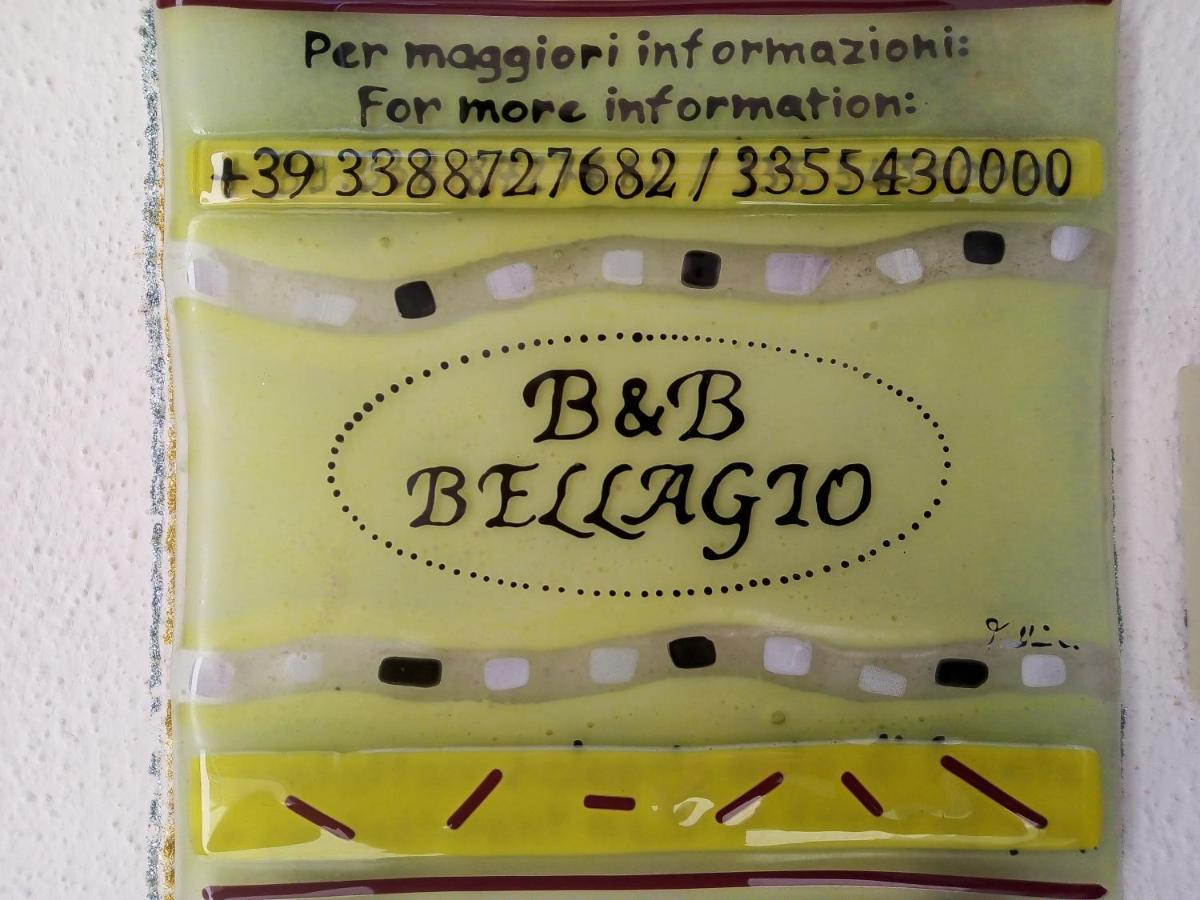 Per maggiori informazioni:
For more information:
+39 3388727682 / 3355430000
B&B
BELLAGIO